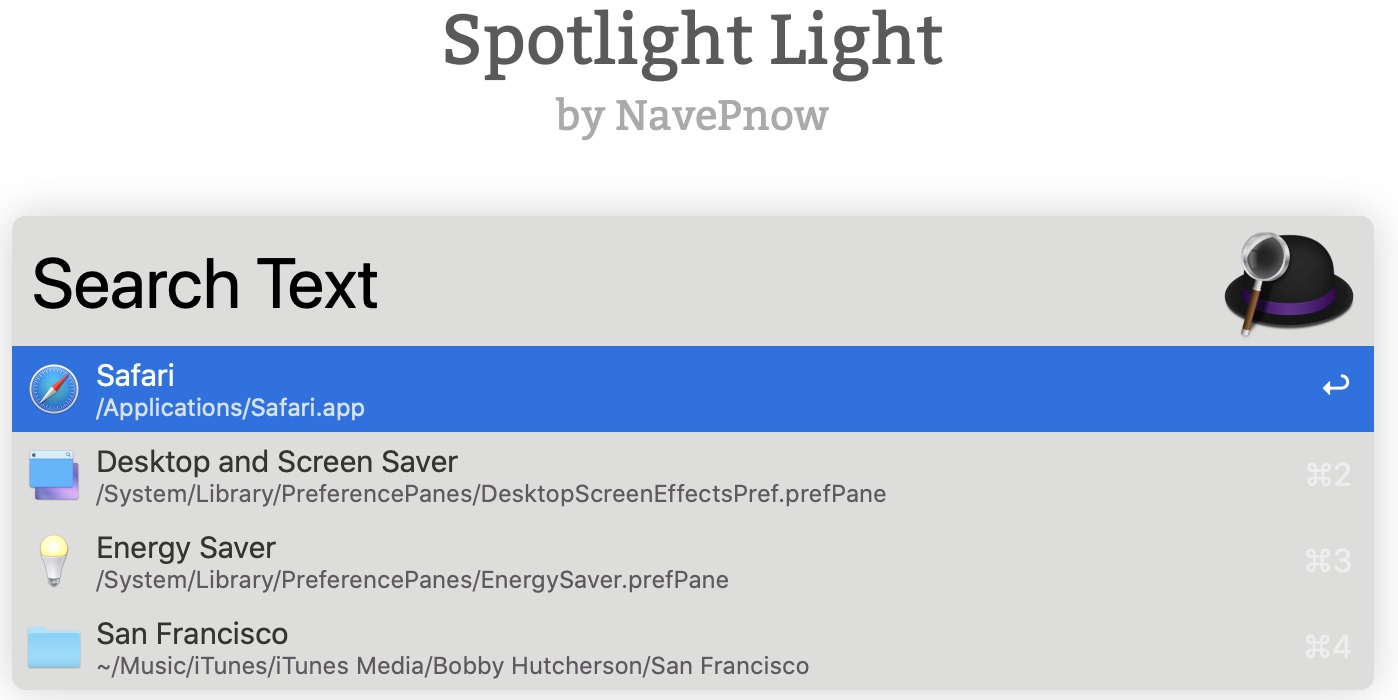 Spotlight Light
by NavePnow
Search Text
Safari
/Applications/Safari.app
↩
Desktop and Screen Saver
/System/Library/PreferencePanes/DesktopScreenEffectsPref.prefPane
⌘2
Energy Saver
/System/Library/PreferencePanes/EnergySaver.prefPane
⌘3
San Francisco
~/Music/iTunes/iTunes Media/Bobby Hutcherson/San Francisco
⌘4